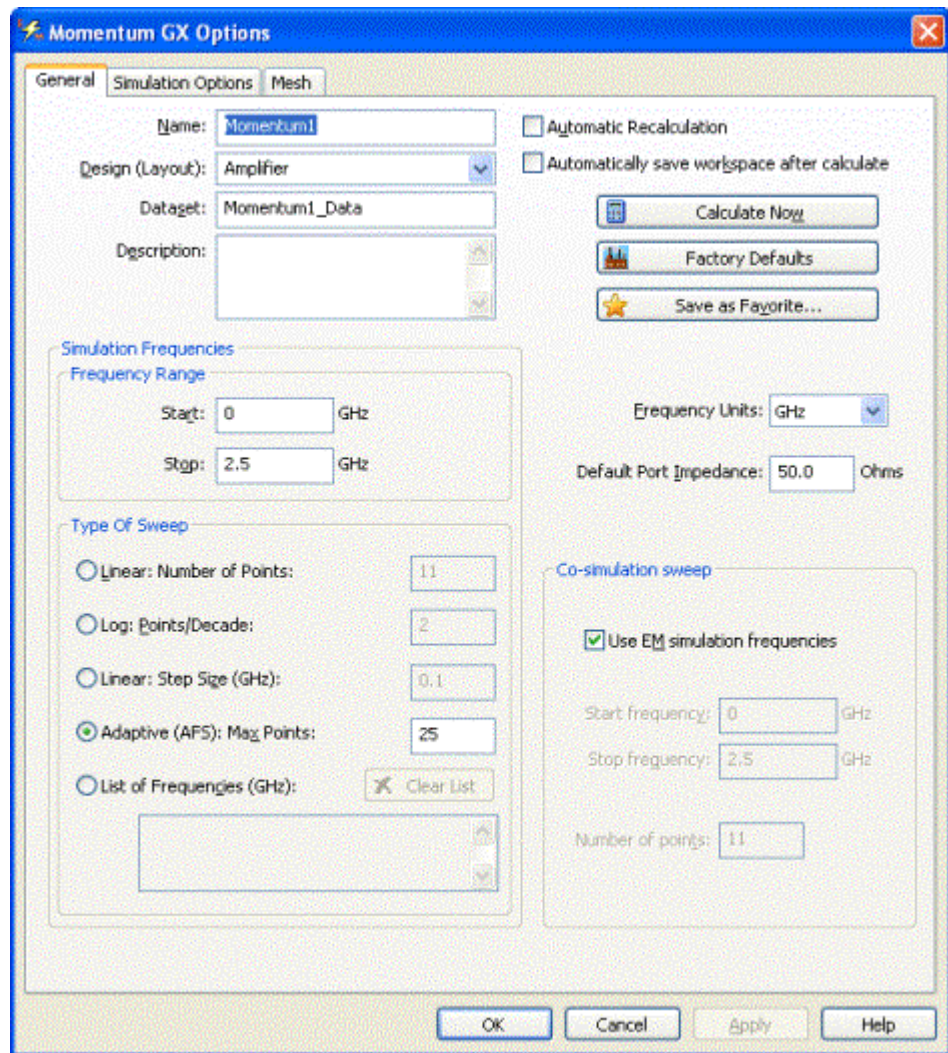 Momentum GX Options
General Simulation Options Mesh
Name: Momentum1
Design (Layout): Amplifier
Dataset: Momentum1_Data
Description:
Automatic Recalculation
Automatically save workspace after calculate
Calculate Now
Factory Defaults
Save as Favorite...
Simulation Frequencies
Frequency Range
Start: 0 GHz
Stop: 2.5 GHz
Frequency Units: GHz
Default Port Impedance: 50.0 Ohms
Type Of Sweep
Linear: Number of Points: 11
Log: Points/Decade: 2
Linear: Step Size (GHz): 0.1
Adaptive (AFS): Max Points: 25
List of Frequencies (GHz): Clear List
Co-simulation sweep
Use EM simulation frequencies
Start frequency: 0 GHz
Stop frequency: 2.5 GHz
Number of points: 11
OK Cancel Apply Help